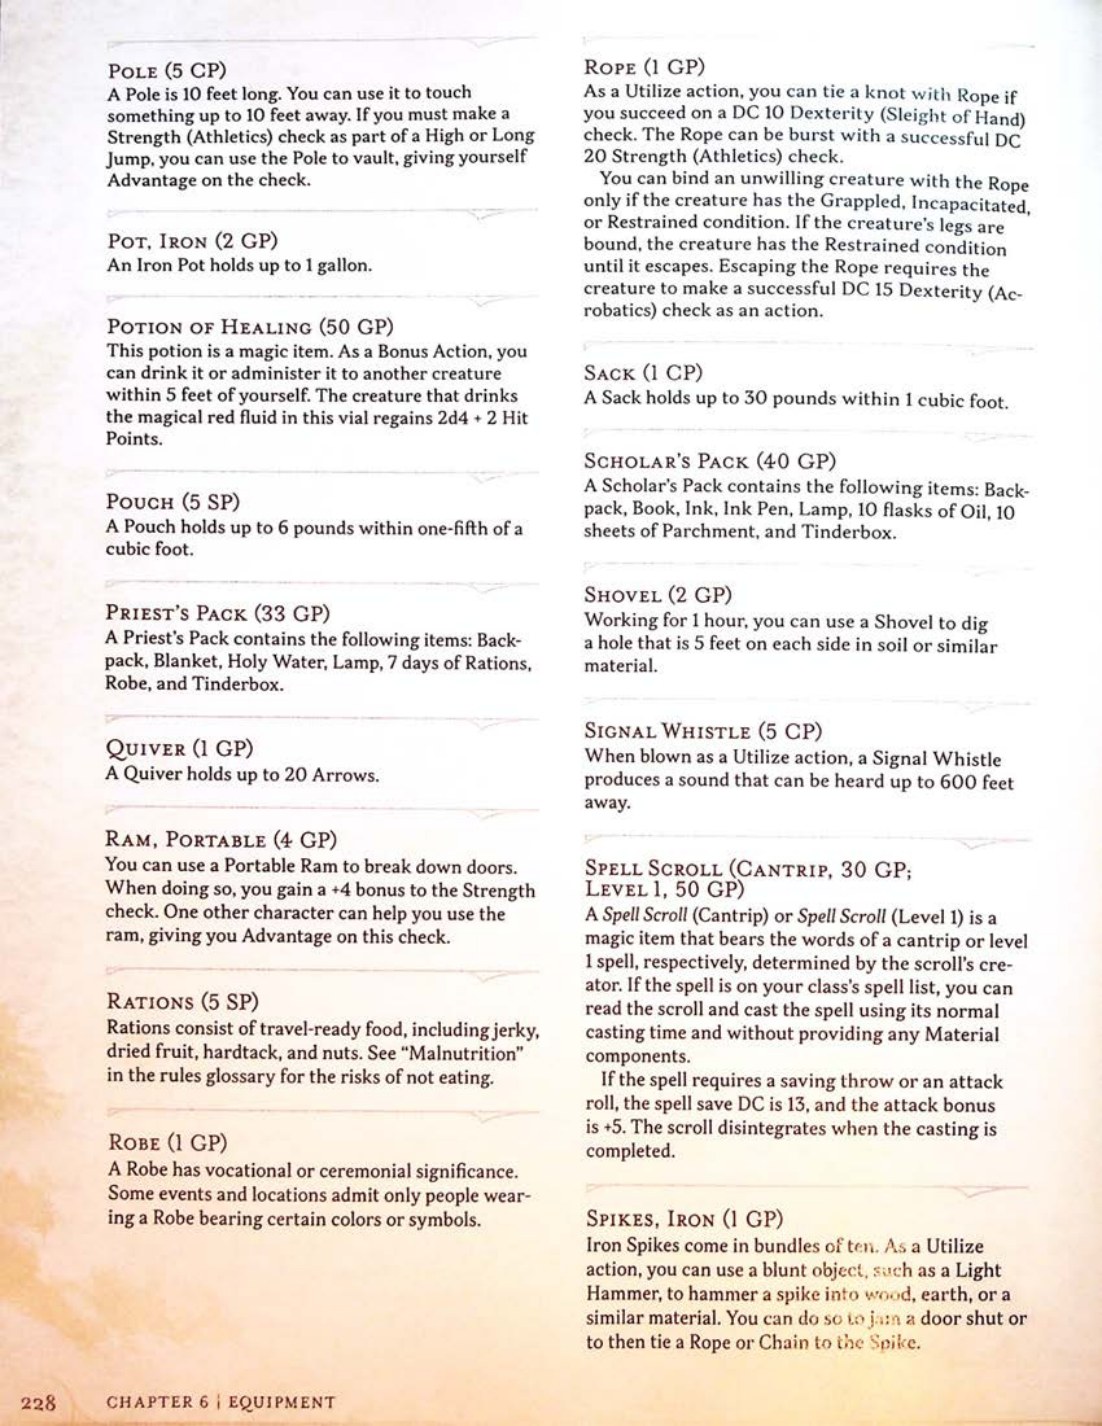 POLE (5 CP)
A Pole is 10 feet long. You can use it to touch
something up to 10 feet away. If you must make a
Strength (Athletics) check as part of a High or Long
Jump, you can use the Pole to vault, giving yourself
Advantage on the check.
POT, IRON (2 GP)
An Iron Pot holds up to 1 gallon.
POTION OF HEALING (50 GP)
This potion is a magic item. As a Bonus Action, you
can drink it or administer it to another creature
within 5 feet of yourself. The creature that drinks
the magical red fluid in this vial regains 2d4 + 2 Hit
Points.
POUCH (5 SP)
A Pouch holds up to 6 pounds within one-fifth of a
cubic foot.
PRIEST'S PACK (33 GP)
A Priest's Pack contains the following items: Back-
pack, Blanket, Holy Water, Lamp, 7 days of Rations,
Robe, and Tinderbox.
QUIVER (1 GP)
A Quiver holds up to 20 Arrows.
RAM, PORTABLE (4 GP)
You can use a Portable Ram to break down doors.
When doing so, you gain a +4 bonus to the Strength
check. One other character can help you use the
ram, giving you Advantage on this check.
RATIONS (5 SP)
Rations consist of travel-ready food, including jerky,
dried fruit, hardtack, and nuts. See "Malnutrition"
in the rules glossary for the risks of not eating.
ROBE (1 GP)
A Robe has vocational or ceremonial significance.
Some events and locations admit only people wear-
ing a Robe bearing certain colors or symbols.
ROPE (1 GP)
As a Utilize action, you can tie a knot with Rope if
you succeed on a DC 10 Dexterity (Sleight of Hand)
check. The Rope can be burst with a successful DC
20 Strength (Athletics) check.
You can bind an unwilling creature with the Rope
only if the creature has the Grappled, Incapacitated,
or Restrained condition. If the creature's legs are
bound, the creature has the Restrained condition
until it escapes. Escaping the Rope requires the
creature to make a successful DC 15 Dexterity (Ac-
robatics) check as an action.
SACK (1 CP)
A Sack holds up to 30 pounds within 1 cubic foot.
SCHOLAR'S PACK (40 GP)
A Scholar's Pack contains the following items: Back-
pack, Book, Ink, Ink Pen, Lamp, 10 flasks of Oil, 10
sheets of Parchment, and Tinderbox.
SHOVEL (2 GP)
Working for 1 hour, you can use a Shovel to dig
a hole that is 5 feet on each side in soil or similar
material.
SIGNAL WHISTLE (5 CP)
When blown as a Utilize action, a Signal Whistle
produces a sound that can be heard up to 600 feet
away.
SPELL SCROLL (CANTRIP, 30 GP;
LEVEL 1, 50 GP)
A Spell Scroll (Cantrip) or Spell Scroll (Level 1) is a
magic item that bears the words of a cantrip or level
1 spell, respectively, determined by the scroll's cre-
ator. If the spell is on your class's spell list, you can
read the scroll and cast the spell using its normal
casting time and without providing any Material
components.
If the spell requires a saving throw or an attack
roll, the spell save DC is 13, and the attack bonus
is +5. The scroll disintegrates when the casting is
completed.
SPIKES, IRON (1 GP)
Iron Spikes come in bundles of ten. As a Utilize
action, you can use a blunt object, such as a Light
Hammer, to hammer a spike into wood, earth, or a
similar material. You can do so to jam a door shut or
to then tie a Rope or Chain to the Spike.
228 CHAPTER 6 | EQUIPMENT